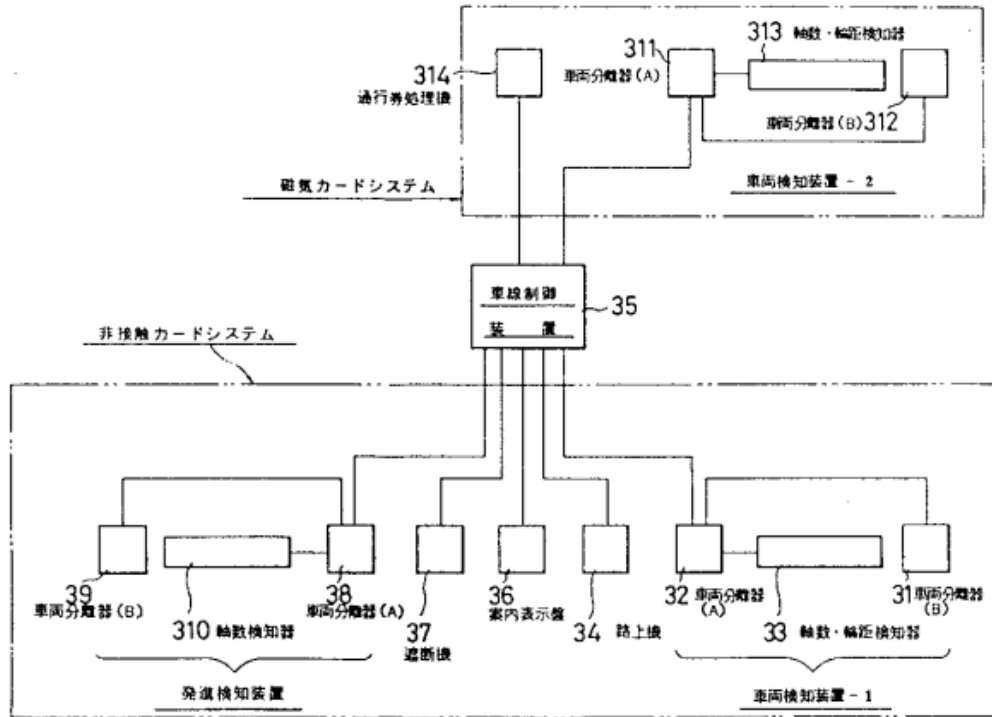 313 軸数・輪距検知器
311
車両分離器(A)
314
通行券処理機
車両分離器(B) 312
磁気カードシステム
車両検知装置-2
車線制御
装置
35
非接触カードシステム
39
車両分離器(B)
310 軸数検知器
38
車両分離器(A)
37
遮断機
36
案内表示盤
34 路上機
32 車両分離器
(A)
33 軸数・輪距検知器
31 車両分離器
(B)
発進検知装置
車両検知装置-1